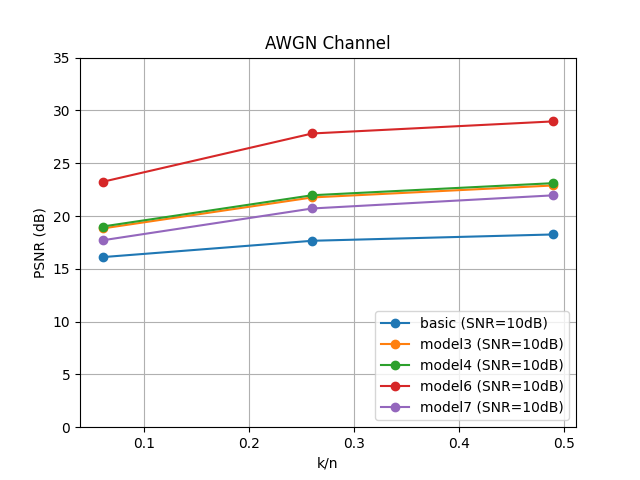 AWGN Channel
PSNR (dB)
35
30
25
20
15
10
5
0
0.1 0.2 0.3 0.4 0.5
k/n
basic (SNR=10dB)
model3 (SNR=10dB)
model4 (SNR=10dB)
model6 (SNR=10dB)
model7 (SNR=10dB)